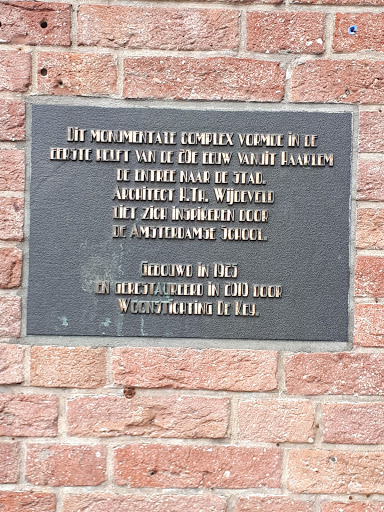 Dit monumentale complex vormde in de
eerste helft van de 20e eeuw vanuit Haarlem
de entree naar de stad.
Architect H.Th. Wijdeveld
liet zich inspireren door
de Amsterdamse School.
Gebouwd in 1925
en gerestaureerd in 2010 door
Woonstichting De Key.